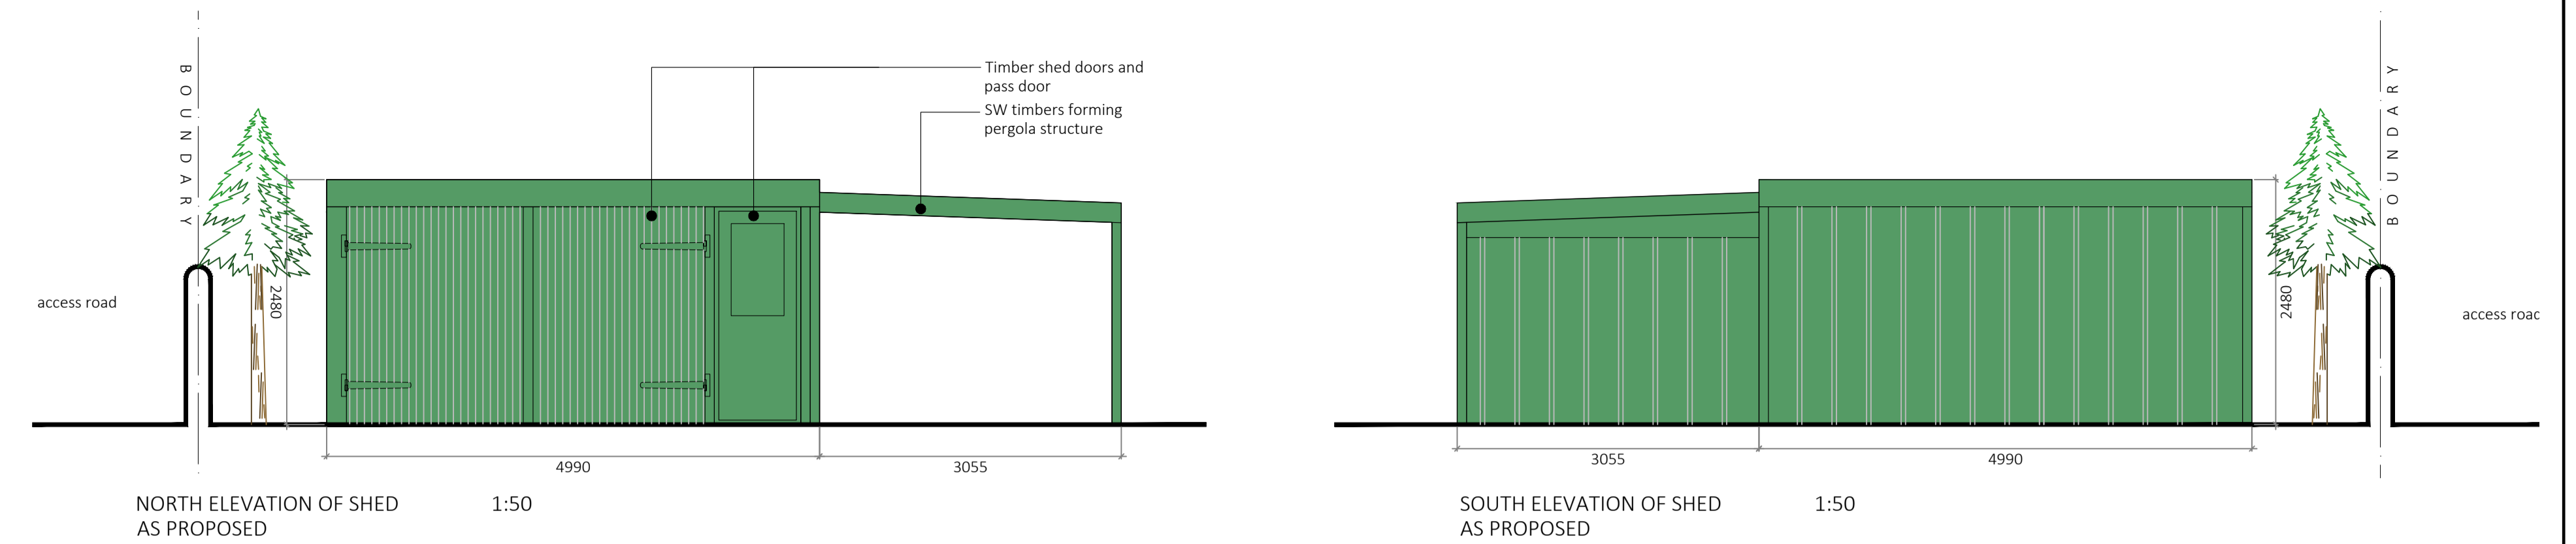 BOUNDARY
Timber shed doors and
pass door
SW timbers forming
pergola structure
access road
2480
4990
3055
NORTH ELEVATION OF SHED 1:50
AS PROPOSED
BOUNDARY
2480
access roac
3055
4990
SOUTH ELEVATION OF SHED 1:50
AS PROPOSED